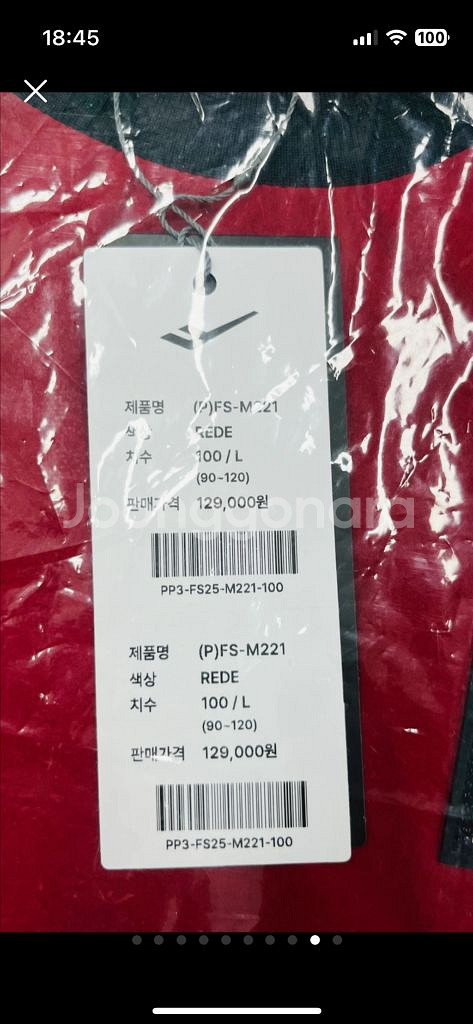 18:45
100
제품명 (P)FS-M221
색상 REDE
치수 100 / L
(90~120)
판매가격 129,000원
Joonggonara
PP3-FS25-M221-100
제품명 (P)FS-M221
색상 REDE
치수 100 / L
(90~120)
판매가격 129,000원
PP3-FS25-M221-100